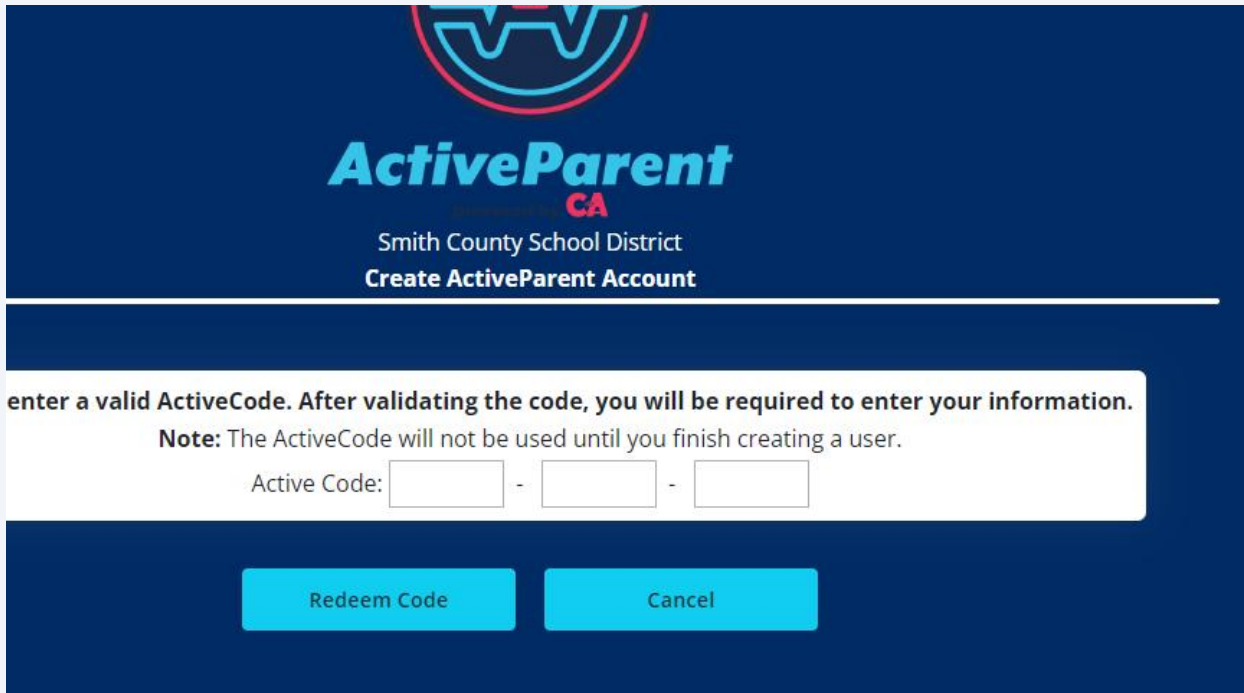 ActiveParent
CA
Smith County School District
Create ActiveParent Account
enter a valid ActiveCode. After validating the code, you will be required to enter your information.
Note: The ActiveCode will not be used until you finish creating a user.
Active Code: - -
Redeem Code Cancel